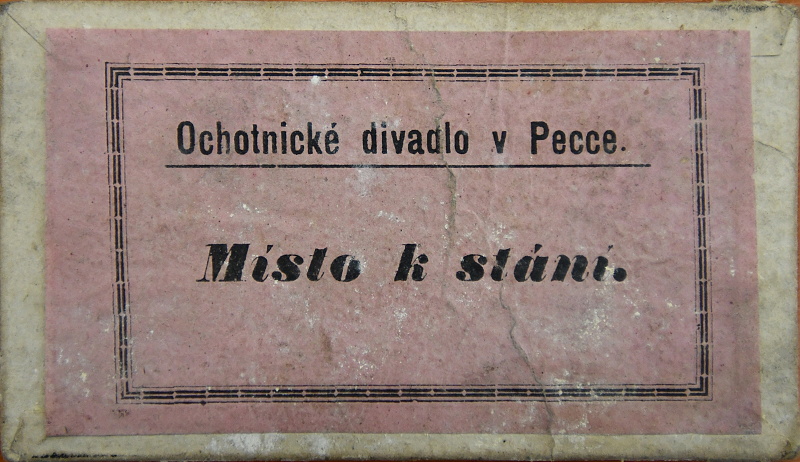 Ochotnické divadlo v Pecce.
Místo k stání.